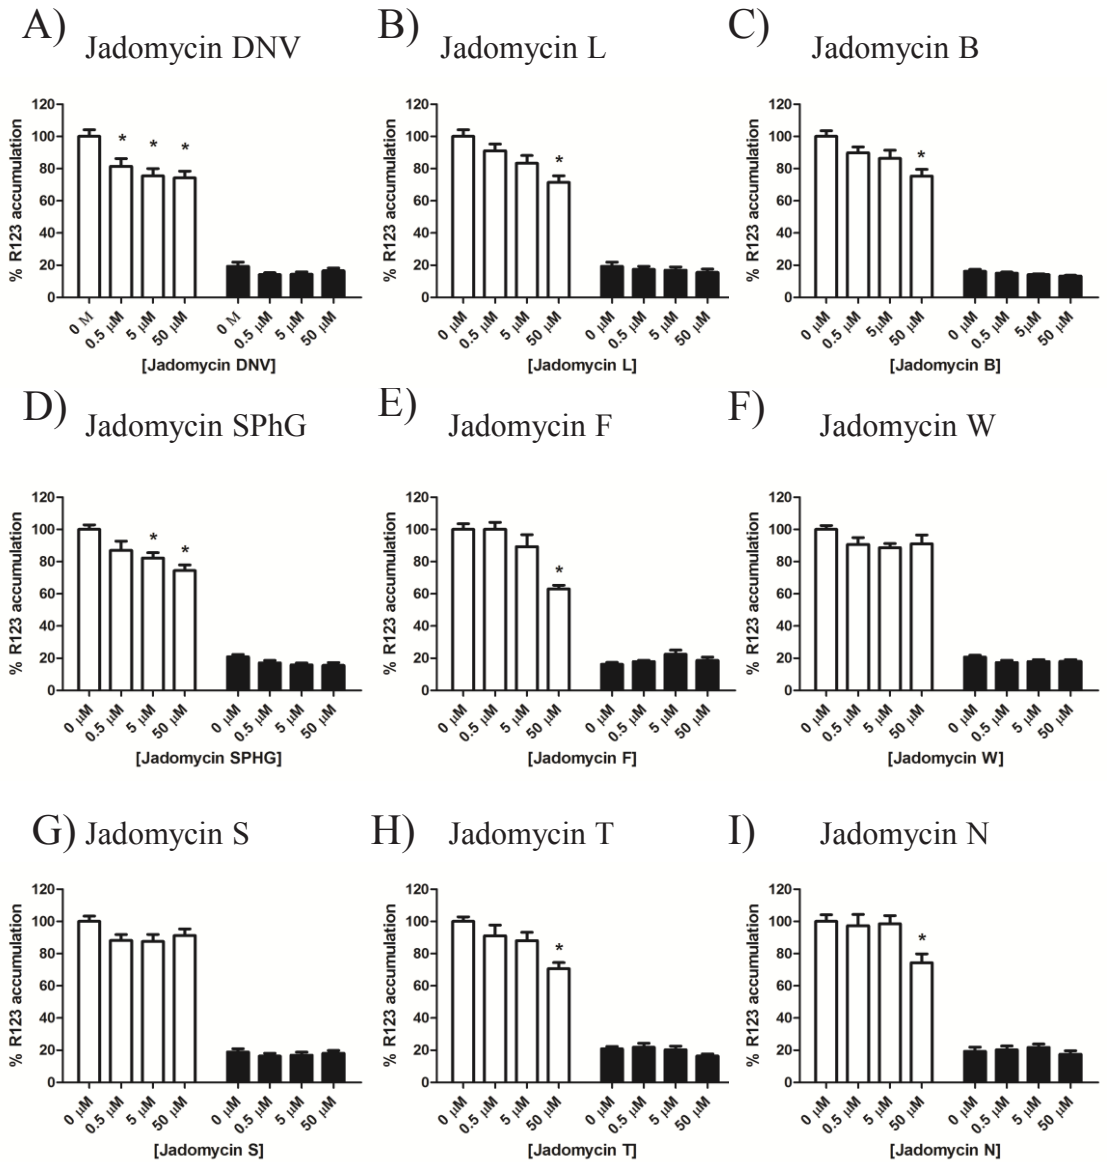 A) Jadomycin DNV
B) Jadomycin L
C) Jadomycin B
% R123 accumulation
120
100
80
60
40
20
0
* * *
0 M 0.5 µM 5 µM 50 µM 0 M 0.5 µM 5 µM 50 µM
[Jadomycin DNV]
% R123 accumulation
120
100
80
60
40
20
0
*
0 µM 0.5 µM 5 µM 50 µM 0 µM 0.5 µM 5 µM 50 µM
[Jadomycin L]
% R123 accumulation
120
100
80
60
40
20
0
*
0 µM 0.5 µM 5 µM 50 µM 0 µM 0.5 µM 5 µM 50 µM
[Jadomycin B]
D) Jadomycin SPhG
E) Jadomycin F
F) Jadomycin W
% R123 accumulation
120
100
80
60
40
20
0
* *
0 µM 0.5 µM 5 µM 50 µM 0 µM 0.5 µM 5 µM 50 µM
[Jadomycin SPHG]
% R123 accumulation
120
100
80
60
40
20
0
*
0 µM 0.5 µM 5 µM 50 µM 0 µM 0.5 µM 5 µM 50 µM
[Jadomycin F]
% R123 accumulation
120
100
80
60
40
20
0
0 µM 0.5 µM 5 µM 50 µM 0 µM 0.5 µM 5 µM 50 µM
[Jadomycin W]
G) Jadomycin S
H) Jadomycin T
I) Jadomycin N
% R123 accumulation
120
100
80
60
40
20
0
0 µM 0.5 µM 5 µM 50 µM 0 µM 0.5 µM 5 µM 50 µM
[Jadomycin S]
% R123 accumulation
120
100
80
60
40
20
0
*
0 µM 0.5 µM 5 µM 50 µM 0 µM 0.5 µM 5 µM 50 µM
[Jadomycin T]
% R123 accumulation
120
100
80
60
40
20
0
*
0 µM 0.5 µM 5 µM 50 µM 0 µM 0.5 µM 5 µM 50 µM
[Jadomycin N]